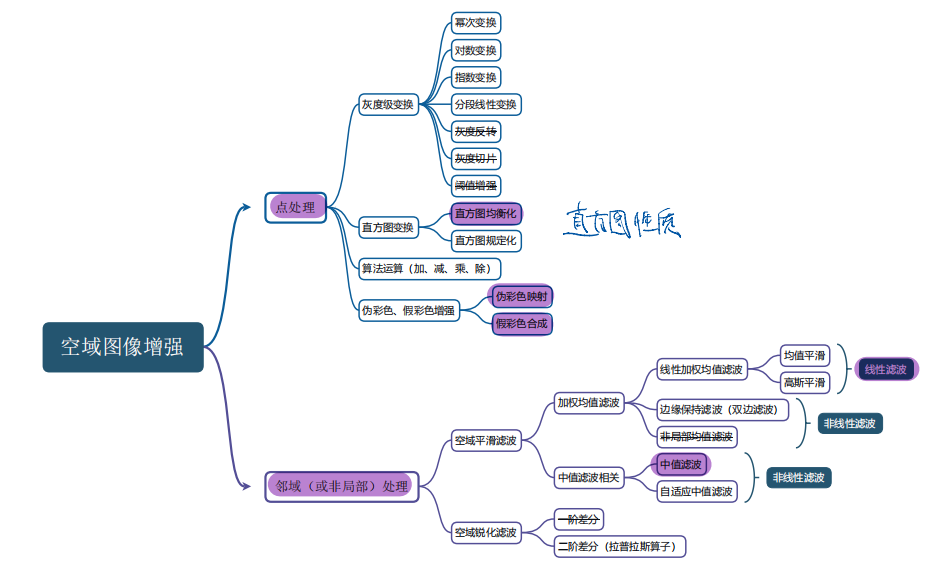 空域图像增强
点处理
灰度级变换
幂次变换
对数变换
指数变换
分段线性变换
灰度反转
灰度切片
阈值增强
直方图变换
直方图均衡化
直方图规定化
直方图性质
算法运算（加、减、乘、除）
伪彩色、假彩色增强
伪彩色映射
假彩色合成
邻域（或非局部）处理
空域平滑滤波
加权均值滤波
线性加权均值滤波
均值平滑
高斯平滑
线性滤波
边缘保持滤波（双边滤波）
非局部均值滤波
非线性滤波
中值滤波相关
中值滤波
自适应中值滤波
非线性滤波
空域锐化滤波
一阶差分
二阶差分（拉普拉斯算子）